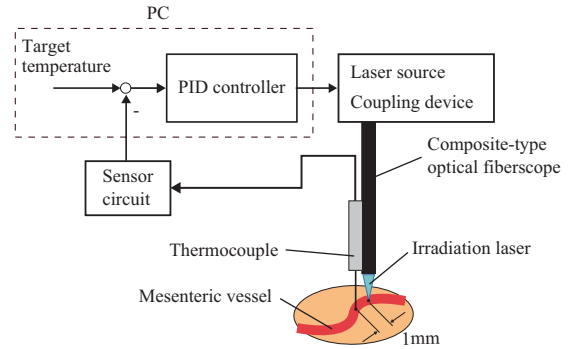 PC
Target
temperature
PID controller
Laser source
Coupling device
-
Composite-type
optical fiberscope
Sensor
circuit
Thermocouple
Irradiation laser
Mesenteric vessel
1mm